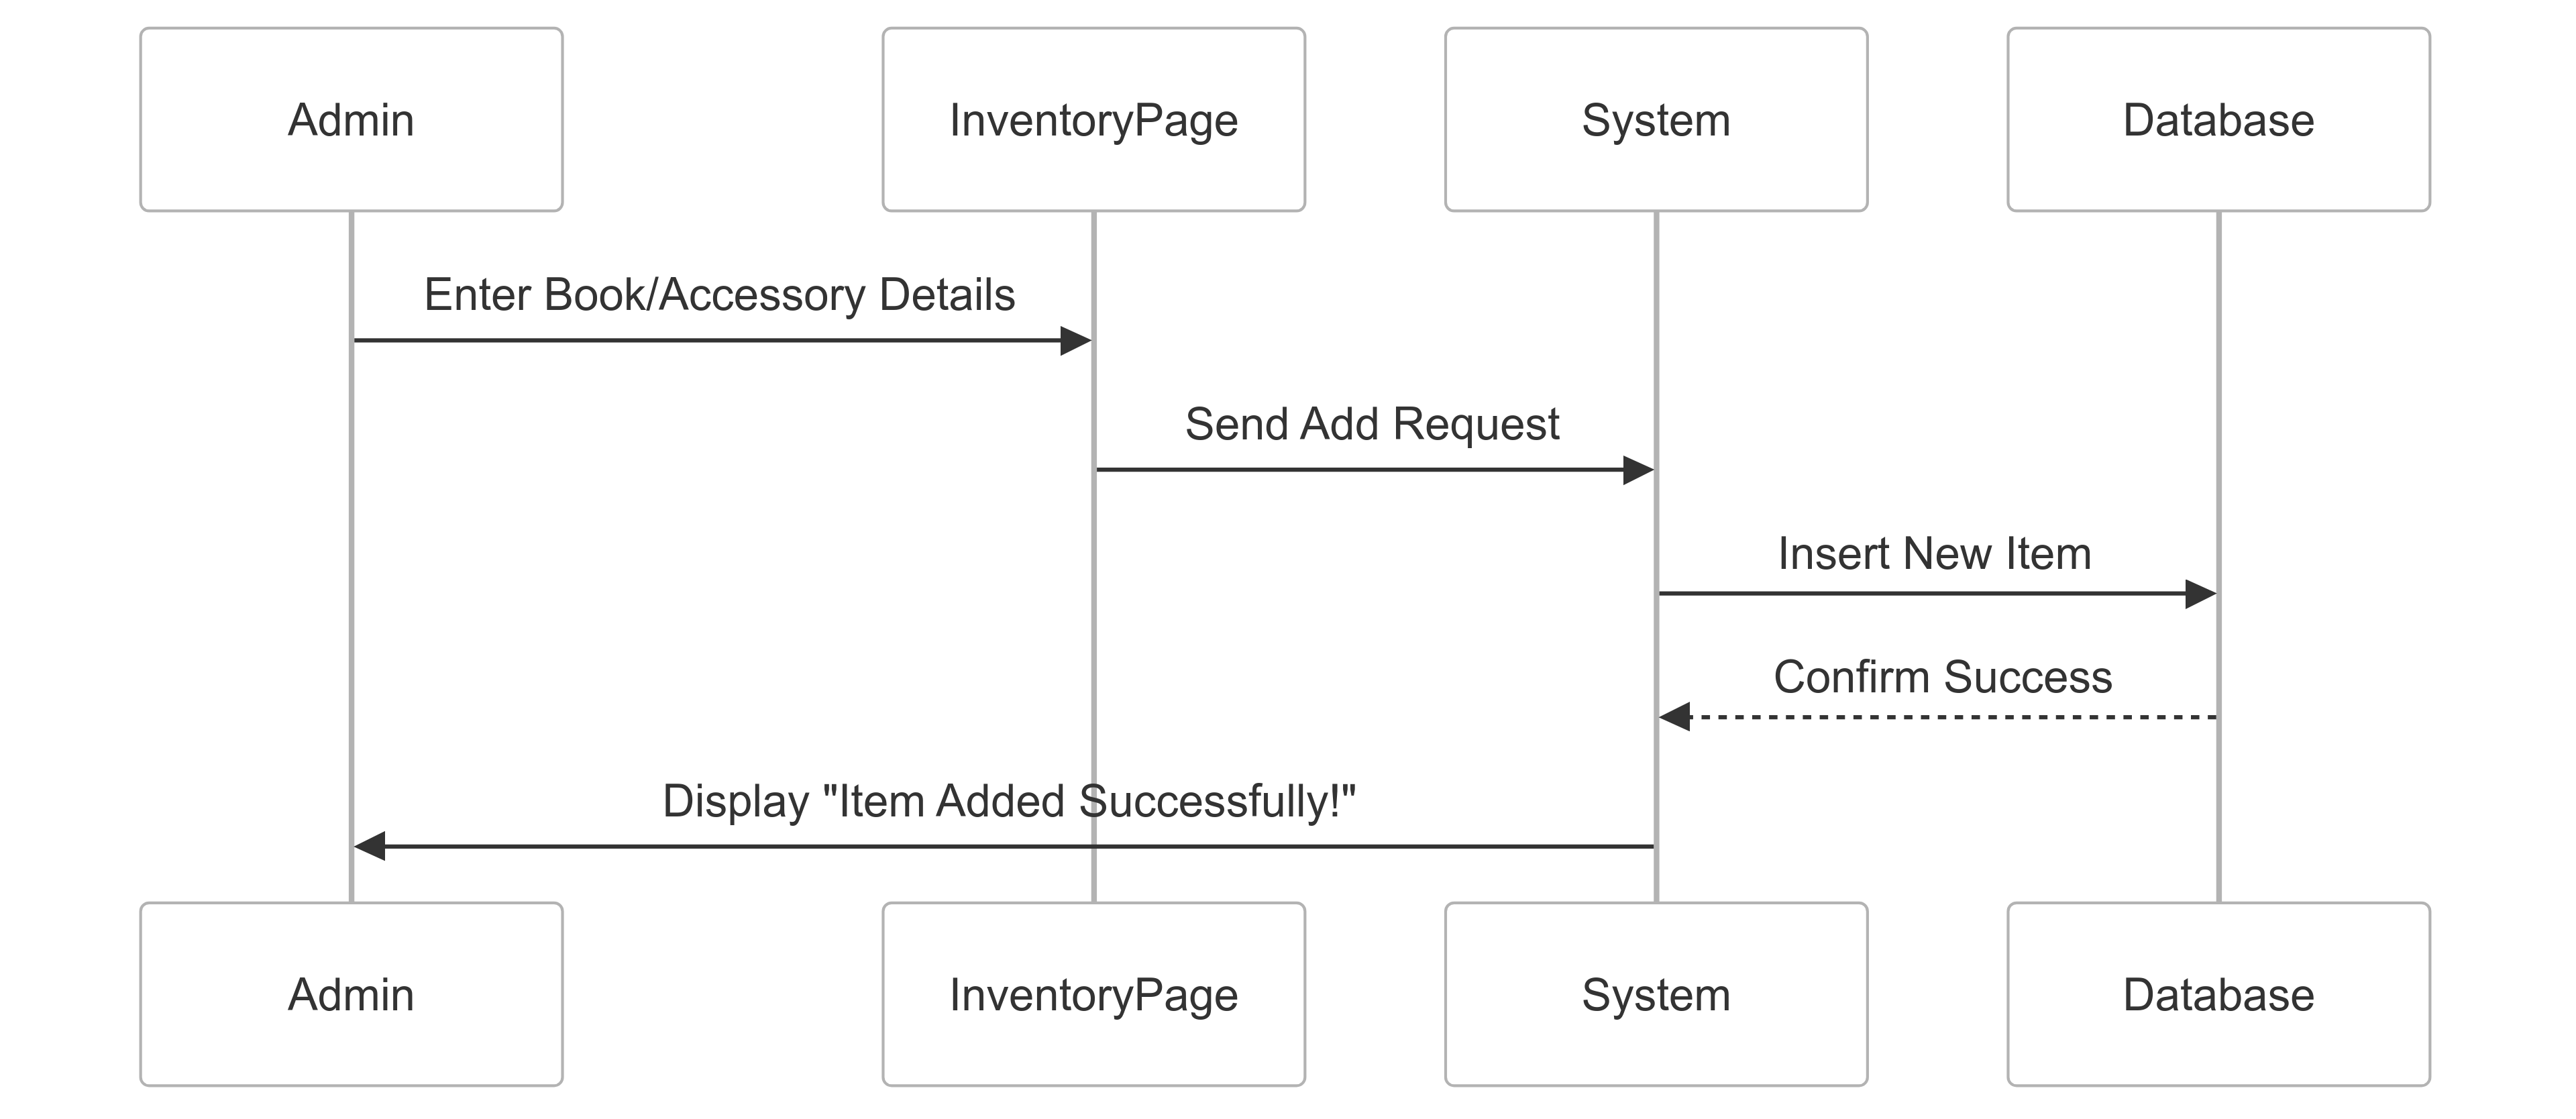 Admin
InventoryPage
System
Database
Enter Book/Accessory Details
Send Add Request
Insert New Item
Confirm Success
Display "Item Added Successfully!"
Admin
InventoryPage
System
Database